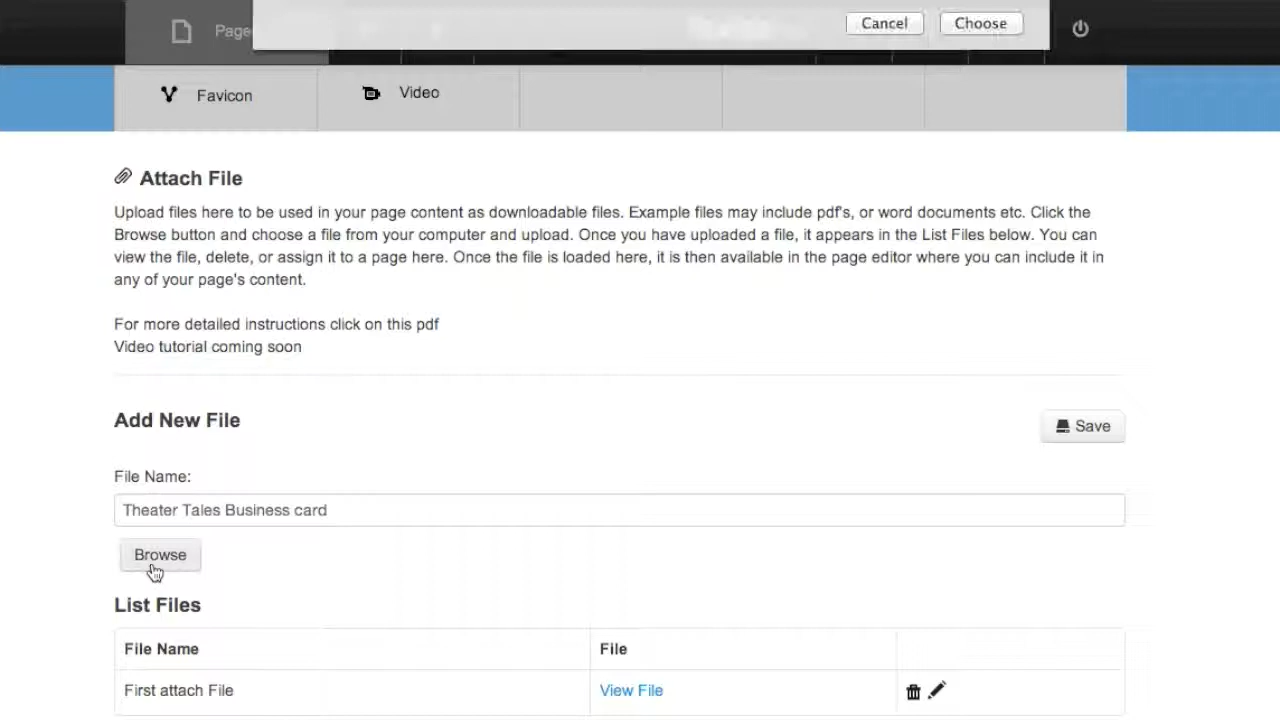 Page
Cancel
Choose
Favicon
Video
Attach File
Upload files here to be used in your page content as downloadable files. Example files may include pdf's, or word documents etc. Click the
Browse button and choose a file from your computer and upload. Once you have uploaded a file, it appears in the List Files below. You can
view the file, delete, or assign it to a page here. Once the file is loaded here, it is then available in the page editor where you can include it in
any of your page's content.
For more detailed instructions click on this pdf
Video tutorial coming soon
Add New File
Save
File Name:
Theater Tales Business card
Browse
List Files
File Name
File
First attach File
View File